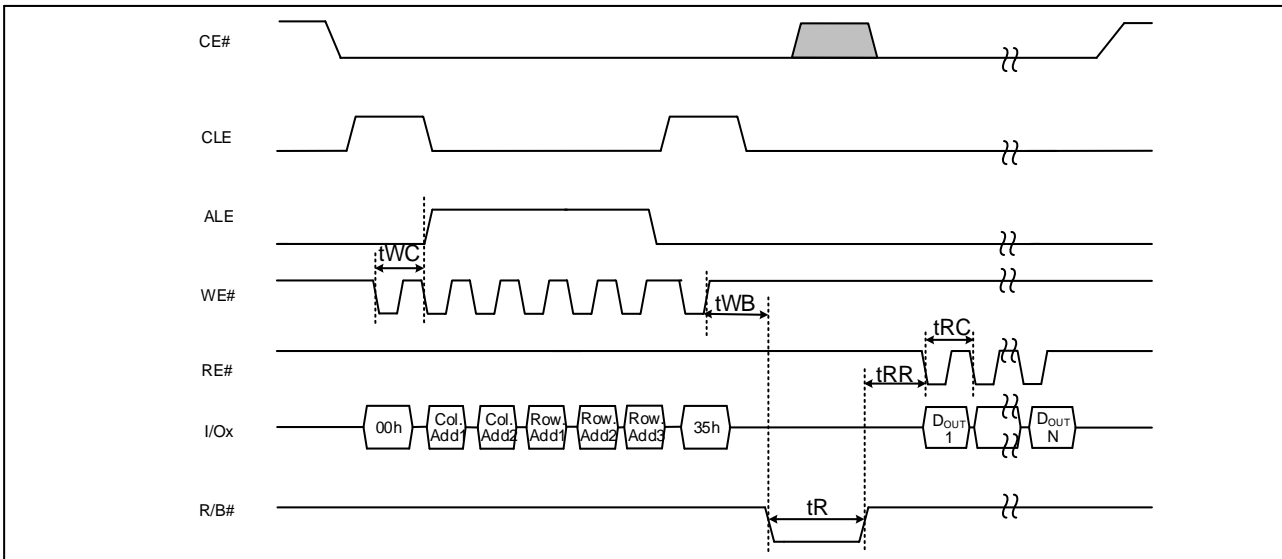 CE#
CLE
ALE
tWC
WE#
tWB
tRC
RE#
tRR
I/Ox
00h
Col.
Add1
Col.
Add2
Row.
Add1
Row.
Add2
Row.
Add3
35h
DOUT
1
DOUT
N
R/B#
tR